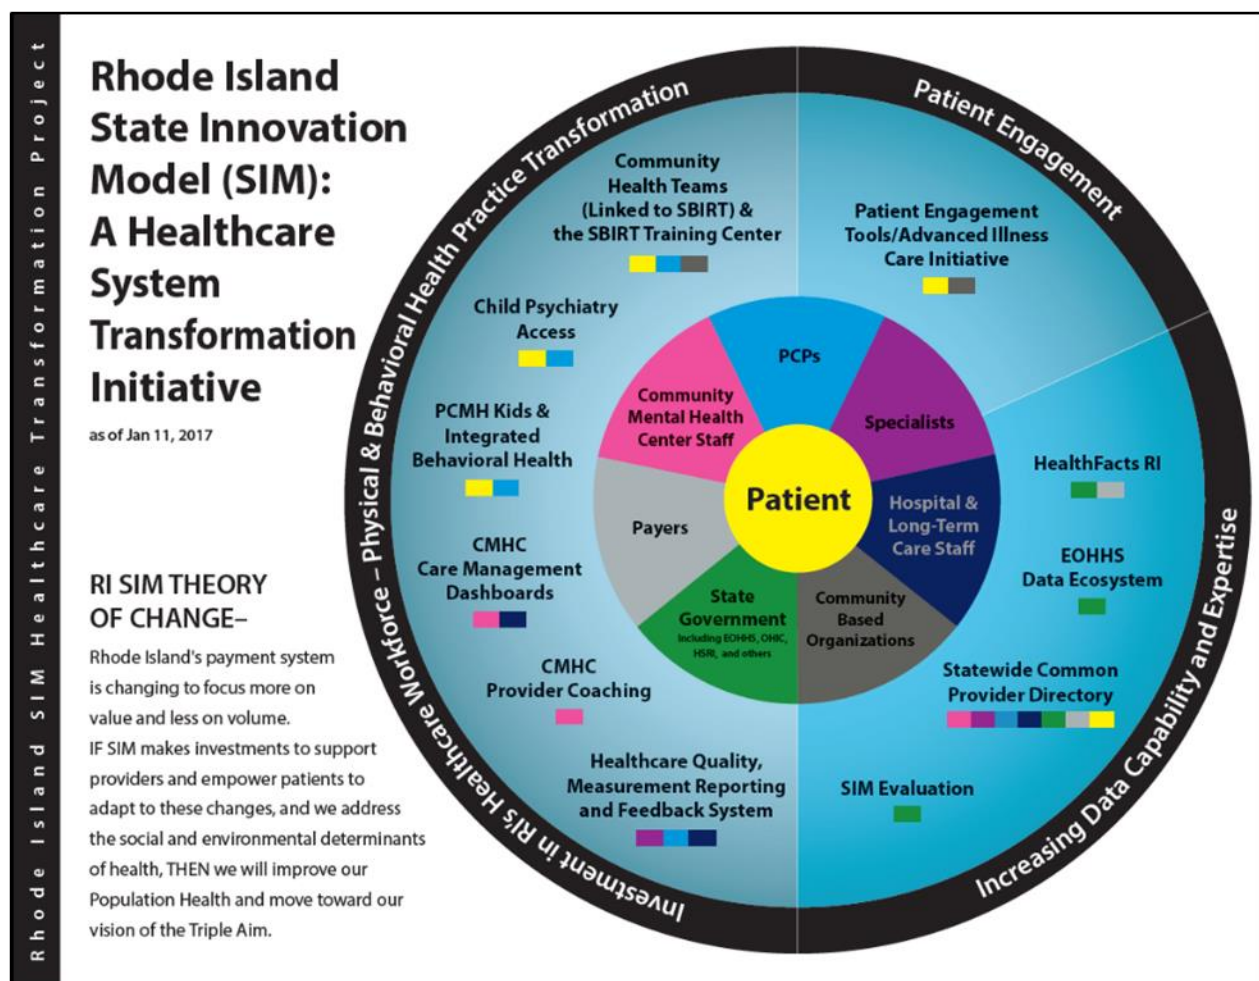 Rhode Island SIM Healthcare Transformation Project
Rhode Island
State Innovation
Model (SIM):
A Healthcare
System
Transformation
Initiative
as of Jan 11, 2017
RI SIM THEORY
OF CHANGE–
Rhode Island's payment system
is changing to focus more on
value and less on volume.
IF SIM makes investments to support
providers and empower patients to
adapt to these changes, and we address
the social and environmental determinants
of health, THEN we will improve our
Population Health and move toward our
vision of the Triple Aim.
Investment in RI's Healthcare Workforce – Physical & Behavioral Health Practice Transformation
Community
Health Teams
(Linked to SBIRT) &
the SBIRT Training Center
Child Psychiatry
Access
PCMH Kids &
Integrated
Behavioral Health
CMHC
Care Management
Dashboards
CMHC
Provider Coaching
Healthcare Quality,
Measurement Reporting
and Feedback System
Patient Engagement
Patient Engagement
Tools/Advanced Illness
Care Initiative
Increasing Data Capability and Expertise
HealthFacts RI
EOHHS
Data Ecosystem
Statewide Common
Provider Directory
SIM Evaluation
Patient
PCPs
Specialists
Hospital &
Long-Term
Care Staff
Community
Based
Organizations
State
Government
Including EOHHS, OHIC,
HSRI, and others
Payers
Community
Mental Health
Center Staff